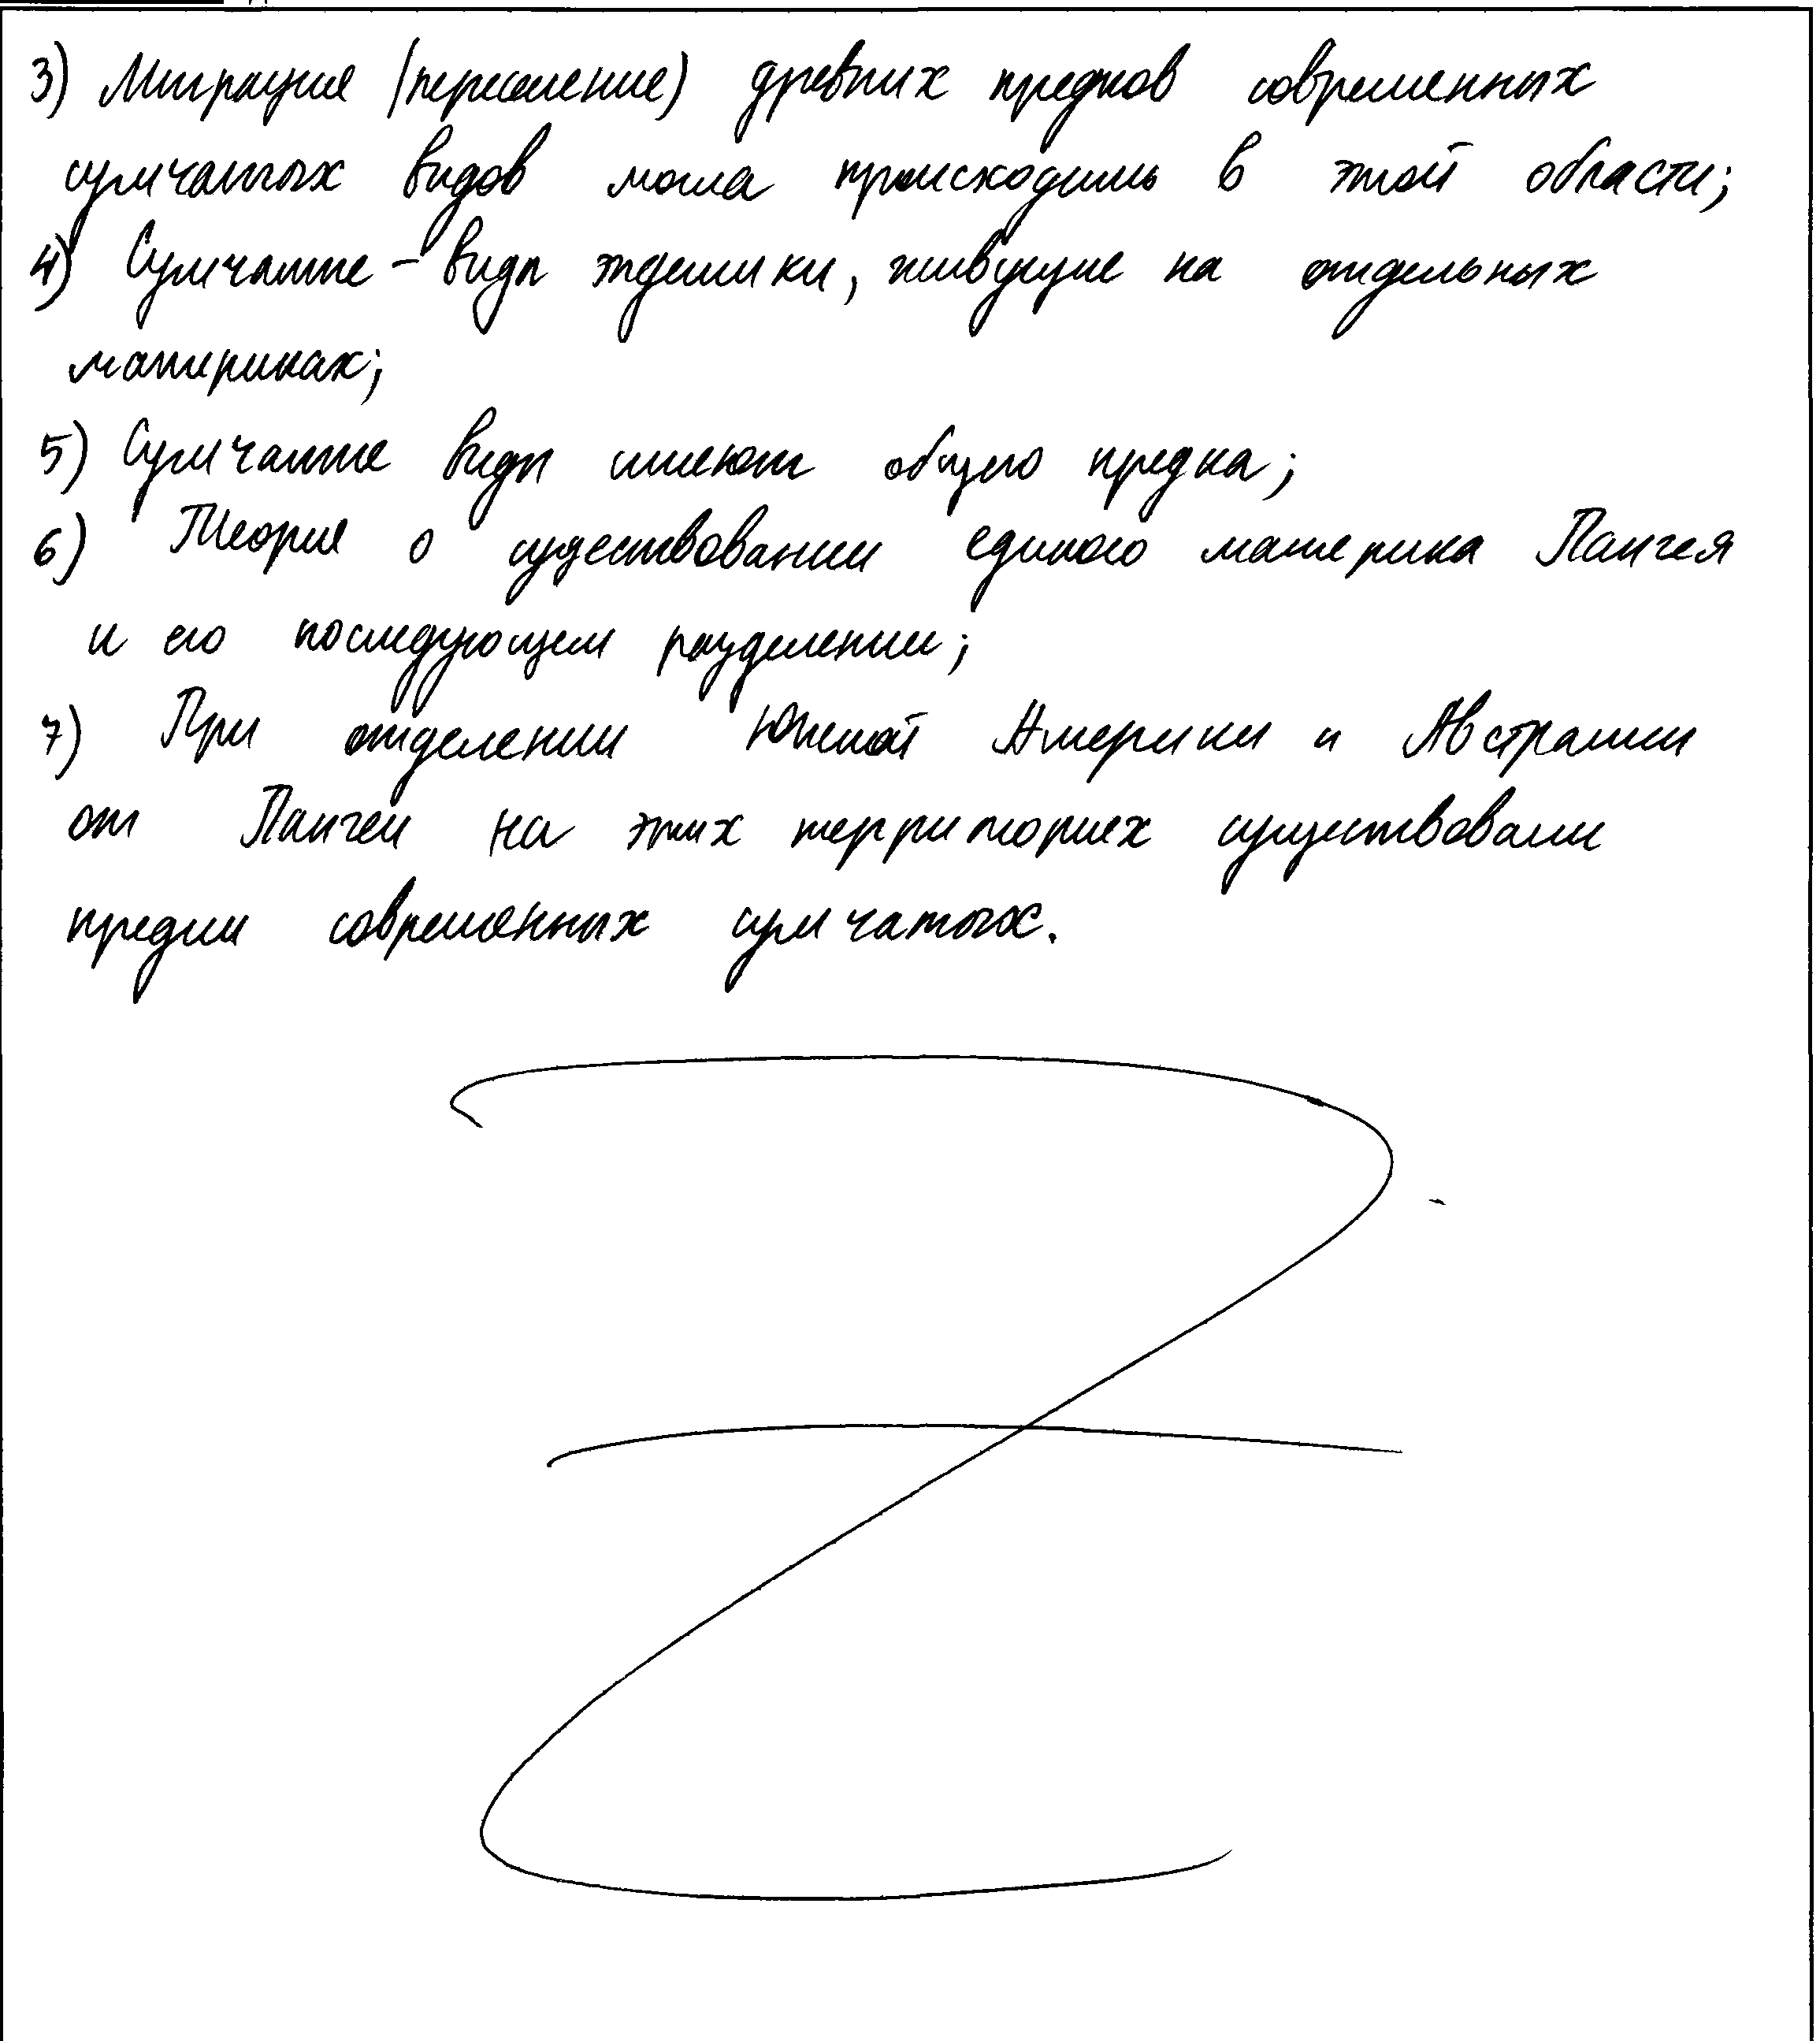 3) Миграция (переселение) древних предков современных
сумчатых видов могла происходить в этой области;
4) Сумчатые - виды эндемики, живущие на отдельных
материках;
5) Сумчатые виды имеют общего предка;
6) Теория о существовании единого материка Пангея
и его последующем разделении;
7) При отделении Южной Америки и Австралии
от Пангеи на этих территориях существовали
предки современных сумчатых.